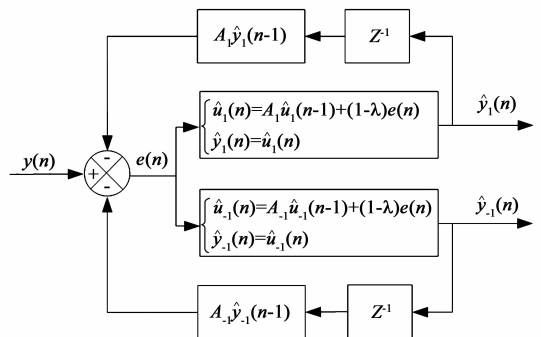 A₁ŷ₁(n-1)
Z⁻¹
û₁(n)=A₁û₁(n-1)+(1-λ)e(n)
ŷ₁(n)=û₁(n)
ŷ₁(n)
y(n)
+
-
-
e(n)
û₋₁(n)=A₋₁û₋₁(n-1)+(1-λ)e(n)
ŷ₋₁(n)=û₋₁(n)
ŷ₋₁(n)
A₋₁ŷ₋₁(n-1)
Z⁻¹